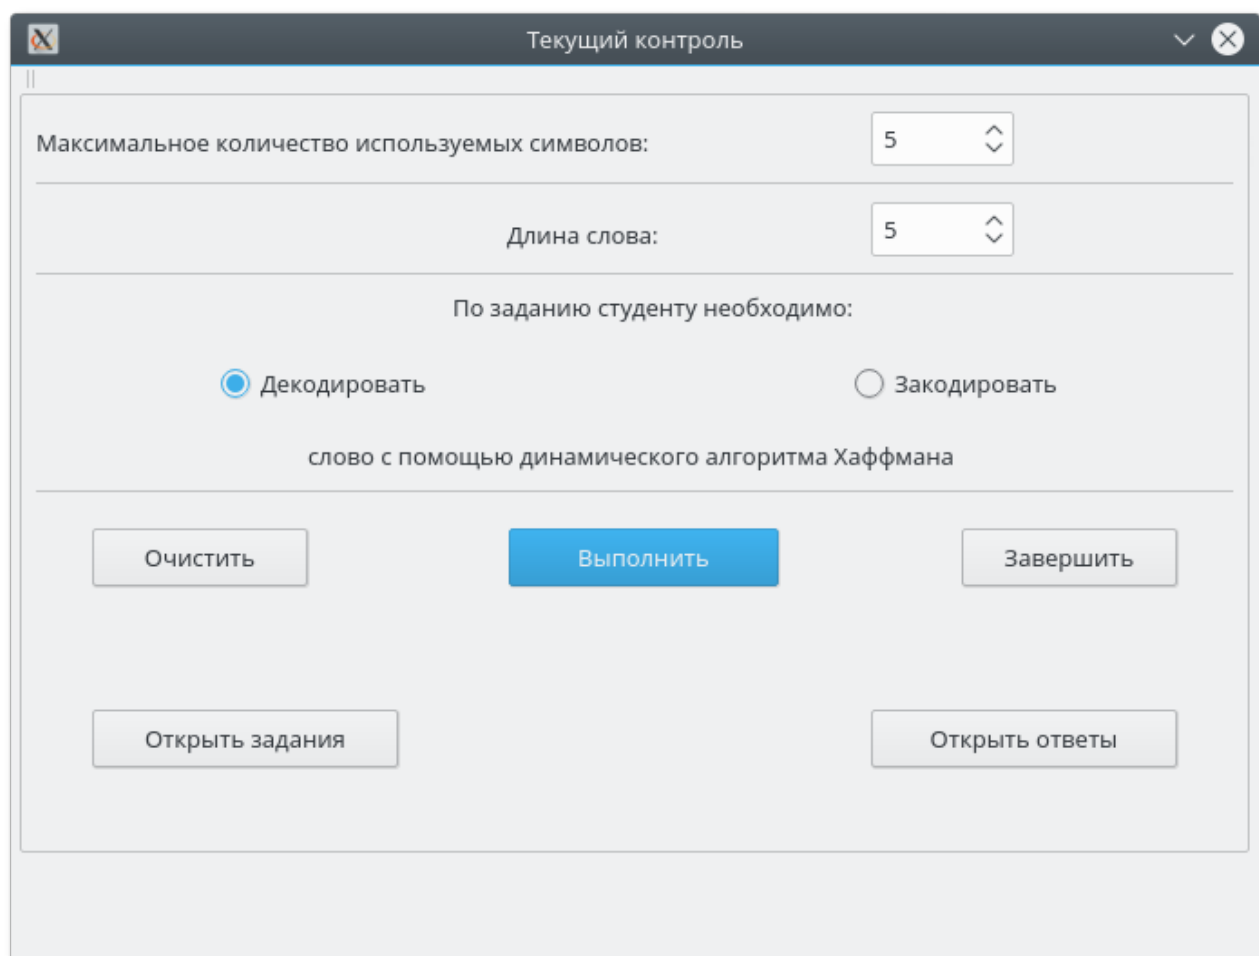 Текущий контроль
Максимальное количество используемых символов: 5
Длина слова: 5
По заданию студенту необходимо:
Декодировать Закодировать
слово с помощью динамического алгоритма Хаффмана
Очистить Выполнить Завершить
Открыть задания Открыть ответы